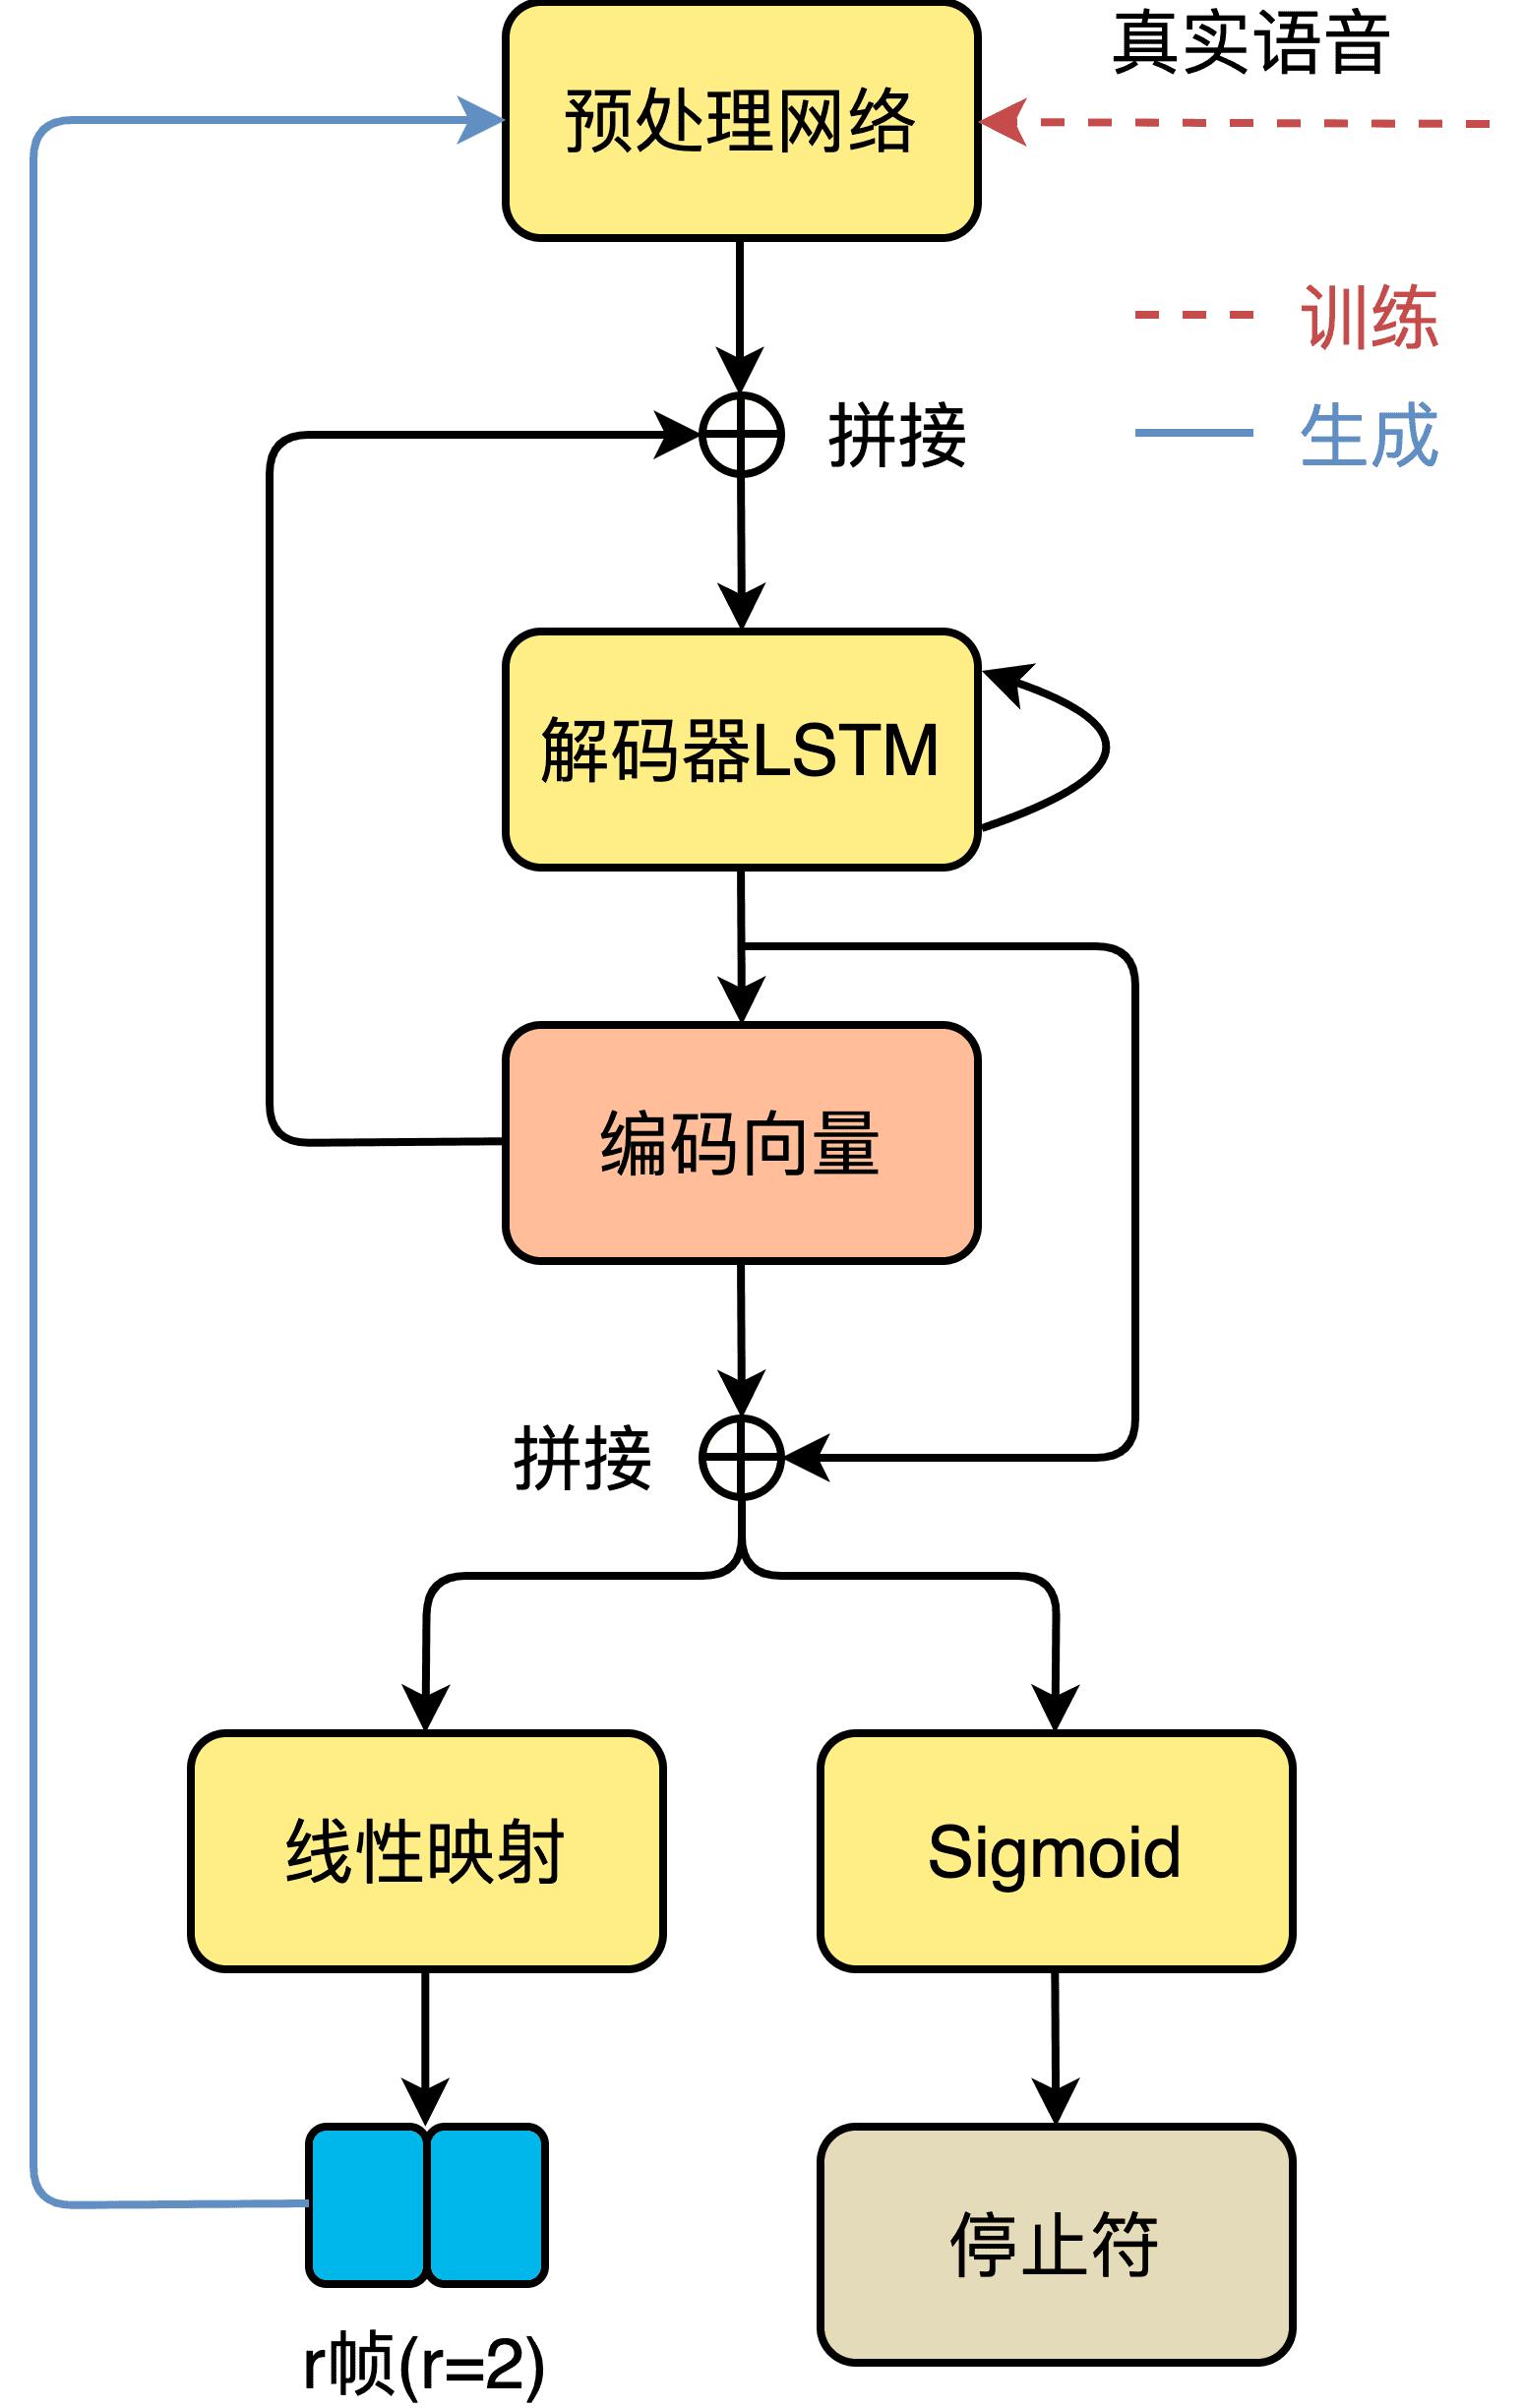 真实语音
预处理网络
训练
生成
拼接
解码器LSTM
编码向量
拼接
线性映射
Sigmoid
停止符
r帧(r=2)